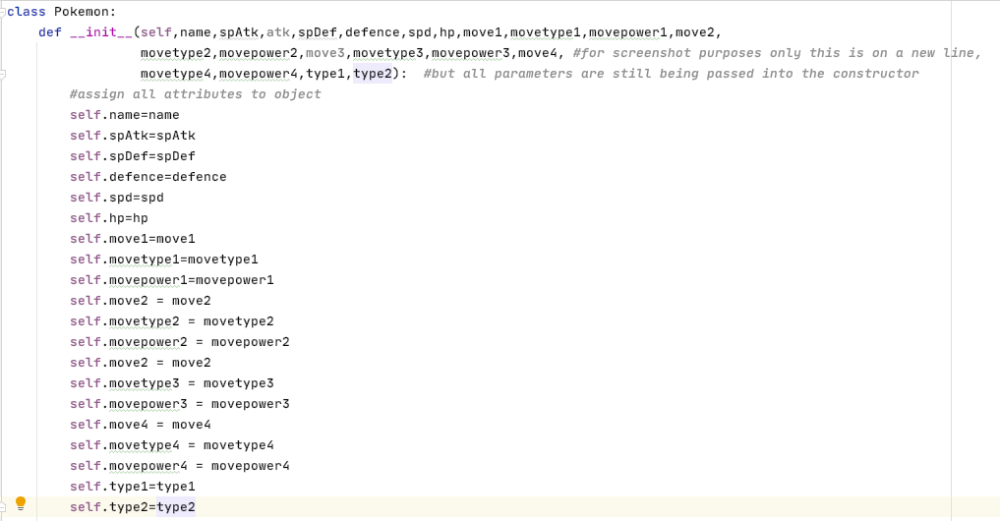 class Pokemon:
    def __init__(self,name,spAtk,atk,spDef,defence,spd,hp,move1,movetype1,movepower1,move2,
                 movetype2,movepower2,move3,movetype3,movepower3,move4, #for screenshot purposes only this is on a new line,
                 movetype4,movepower4,type1,type2):  #but all parameters are still being passed into the constructor
        #assign all attributes to object
        self.name=name
        self.spAtk=spAtk
        self.spDef=spDef
        self.defence=defence
        self.spd=spd
        self.hp=hp
        self.move1=move1
        self.movetype1=movetype1
        self.movepower1=movepower1
        self.move2 = move2
        self.movetype2 = movetype2
        self.movepower2 = movepower2
        self.move2 = move2
        self.movetype3 = movetype3
        self.movepower3 = movepower3
        self.move4 = move4
        self.movetype4 = movetype4
        self.movepower4 = movepower4
        self.type1=type1
        self.type2=type2